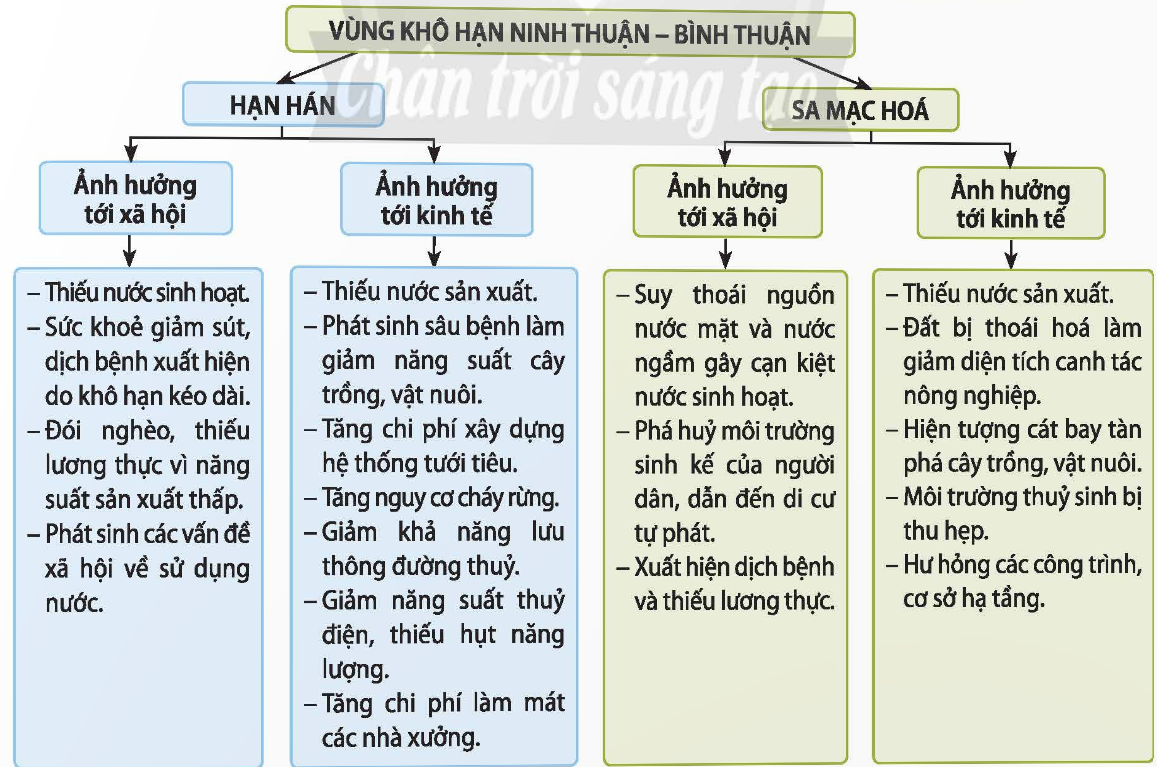 VÙNG KHÔ HẠN NINH THUẬN – BÌNH THUẬN
Chân trời sáng tạo
HẠN HÁN
SA MẠC HOÁ
Ảnh hưởng
tới xã hội
Ảnh hưởng
tới kinh tế
Ảnh hưởng
tới xã hội
Ảnh hưởng
tới kinh tế
– Thiếu nước sinh hoạt.
– Sức khoẻ giảm sút,
dịch bệnh xuất hiện
do khô hạn kéo dài.
– Đói nghèo, thiếu
lương thực vì năng
suất sản xuất thấp.
– Phát sinh các vấn đề
xã hội về sử dụng
nước.
– Thiếu nước sản xuất.
– Phát sinh sâu bệnh làm
giảm năng suất cây
trồng, vật nuôi.
– Tăng chi phí xây dựng
hệ thống tưới tiêu.
– Tăng nguy cơ cháy rừng.
– Giảm khả năng lưu
thông đường thuỷ.
– Giảm năng suất thuỷ
điện, thiếu hụt năng
lượng.
– Tăng chi phí làm mát
các nhà xưởng.
– Suy thoái nguồn
nước mặt và nước
ngầm gây cạn kiệt
nước sinh hoạt.
– Phá huỷ môi trường
sinh kế của người
dân, dẫn đến di cư
tự phát.
– Xuất hiện dịch bệnh
và thiếu lương thực.
– Thiếu nước sản xuất.
– Đất bị thoái hoá làm
giảm diện tích canh tác
nông nghiệp.
– Hiện tượng cát bay tàn
phá cây trồng, vật nuôi.
– Môi trường thuỷ sinh bị
thu hẹp.
– Hư hỏng các công trình,
cơ sở hạ tầng.